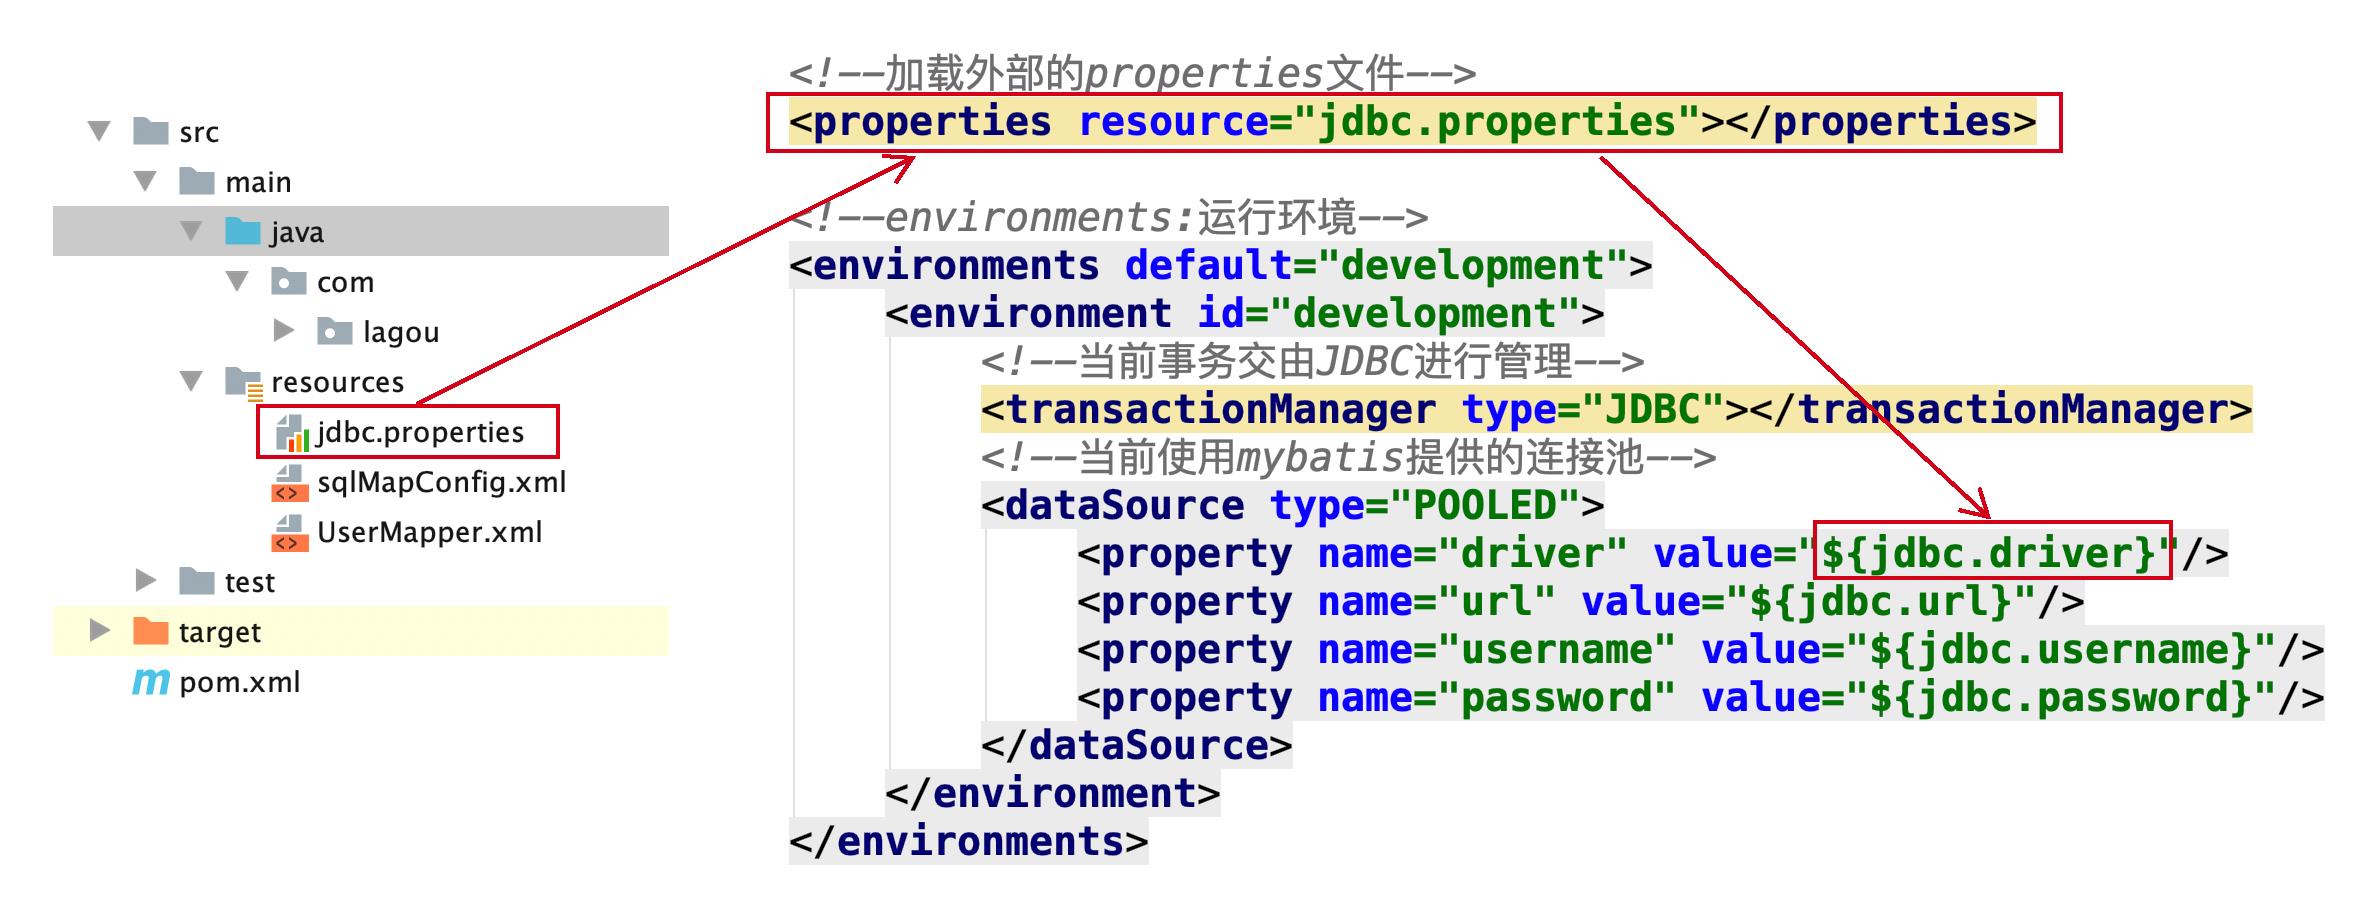 src
main
java
com
lagou
resources
jdbc.properties
sqlMapConfig.xml
UserMapper.xml
test
target
pom.xml
<!--加载外部的properties文件-->
<properties resource="jdbc.properties"></properties>
<!--environments:运行环境-->
<environments default="development">
<environment id="development">
<!--当前事务交由JDBC进行管理-->
<transactionManager type="JDBC"></transactionManager>
<!--当前使用mybatis提供的连接池-->
<dataSource type="POOLED">
<property name="driver" value="${jdbc.driver}"/>
<property name="url" value="${jdbc.url}"/>
<property name="username" value="${jdbc.username}"/>
<property name="password" value="${jdbc.password}"/>
</dataSource>
</environment>
</environments>